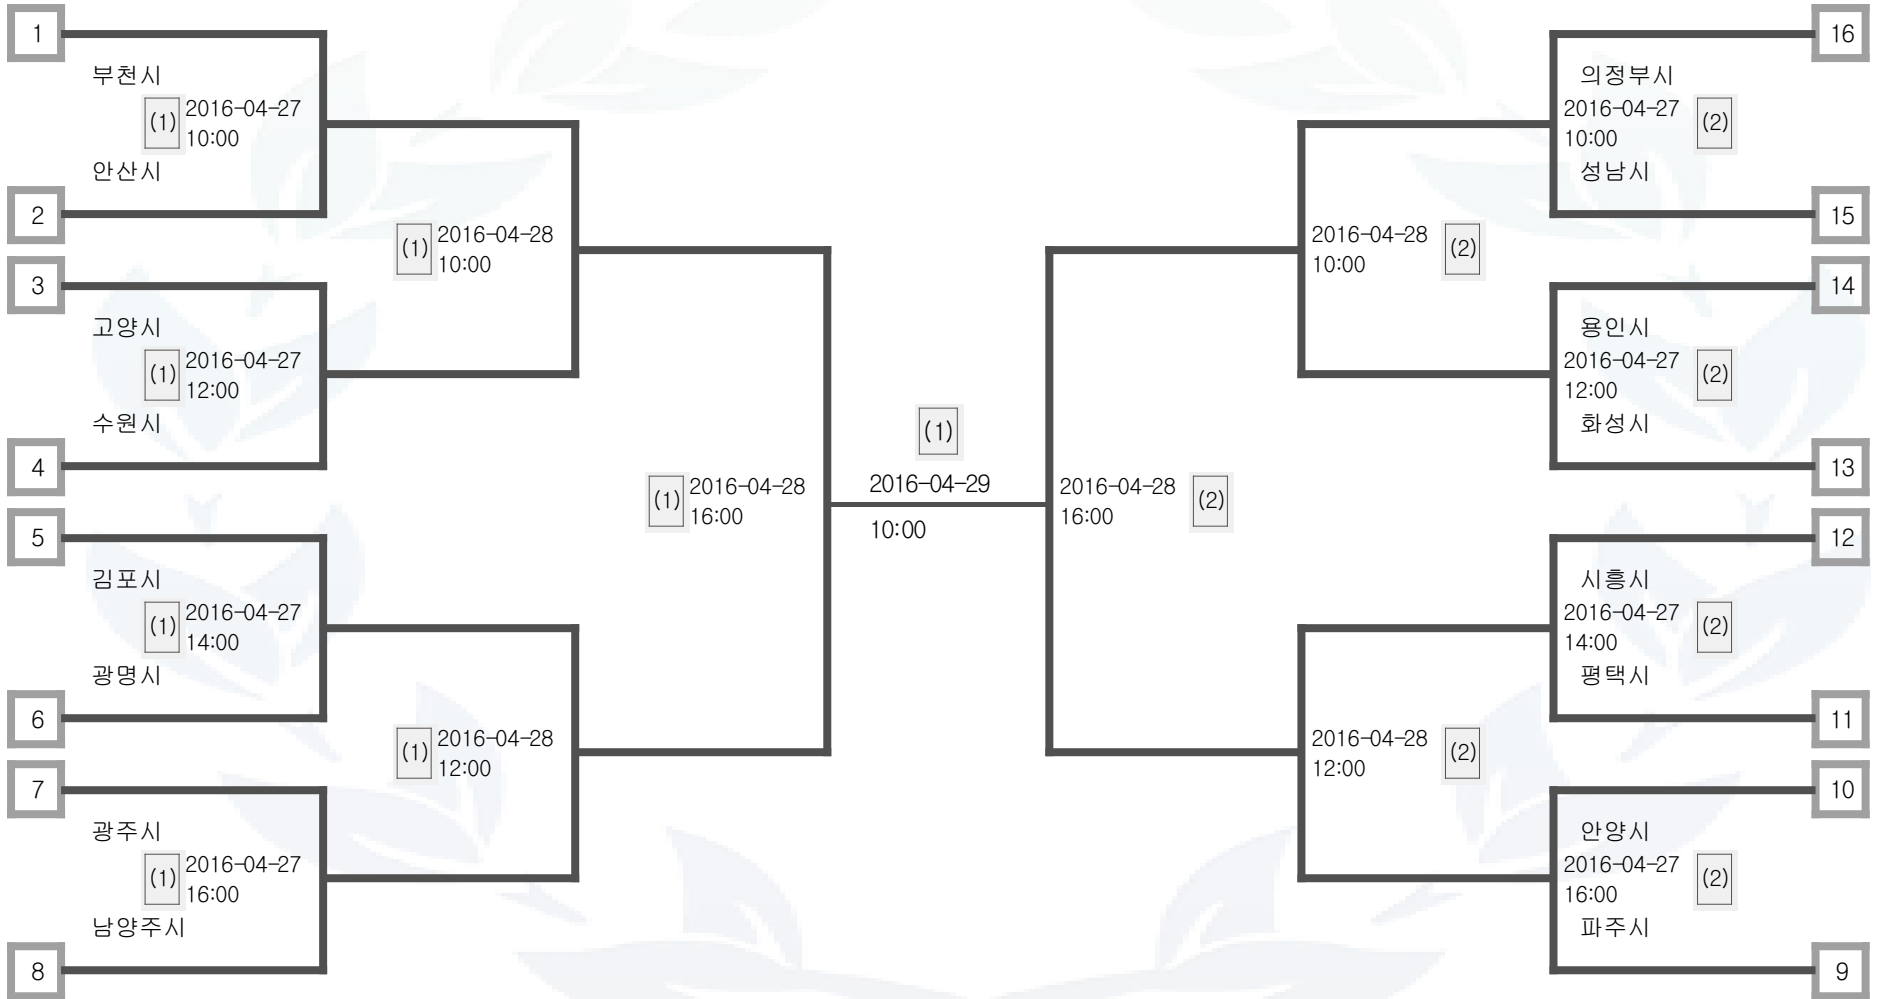 1
부천시
(1) 2016-04-27
10:00
안산시
2
(1) 2016-04-28
10:00
3
고양시
(1) 2016-04-27
12:00
수원시
4
(1) 2016-04-28
16:00
5
김포시
(1) 2016-04-27
14:00
광명시
6
(1) 2016-04-28
12:00
7
광주시
(1) 2016-04-27
16:00
남양주시
8
(1)
2016-04-29
10:00
16
의정부시
2016-04-27 (2)
10:00
성남시
15
2016-04-28 (2)
10:00
14
용인시
2016-04-27 (2)
12:00
화성시
13
2016-04-28 (2)
16:00
12
시흥시
2016-04-27 (2)
14:00
평택시
11
2016-04-28 (2)
12:00
10
안양시
2016-04-27 (2)
16:00
파주시
9